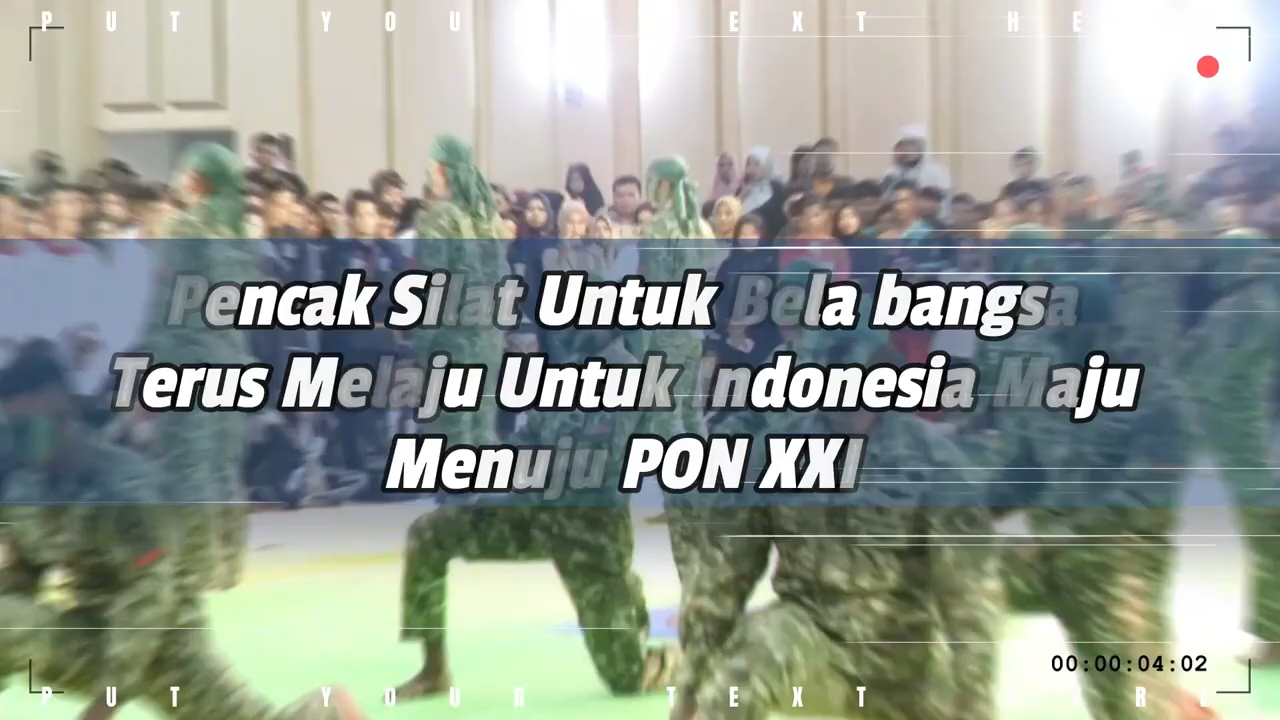 PUT YOUR TEXT HERE
Pencak Silat Untuk Bela bangsa
Terus Melaju Untuk Indonesia Maju
Menuju PON XXI
00:00:04:02
PUT YOUR TEXT HERE